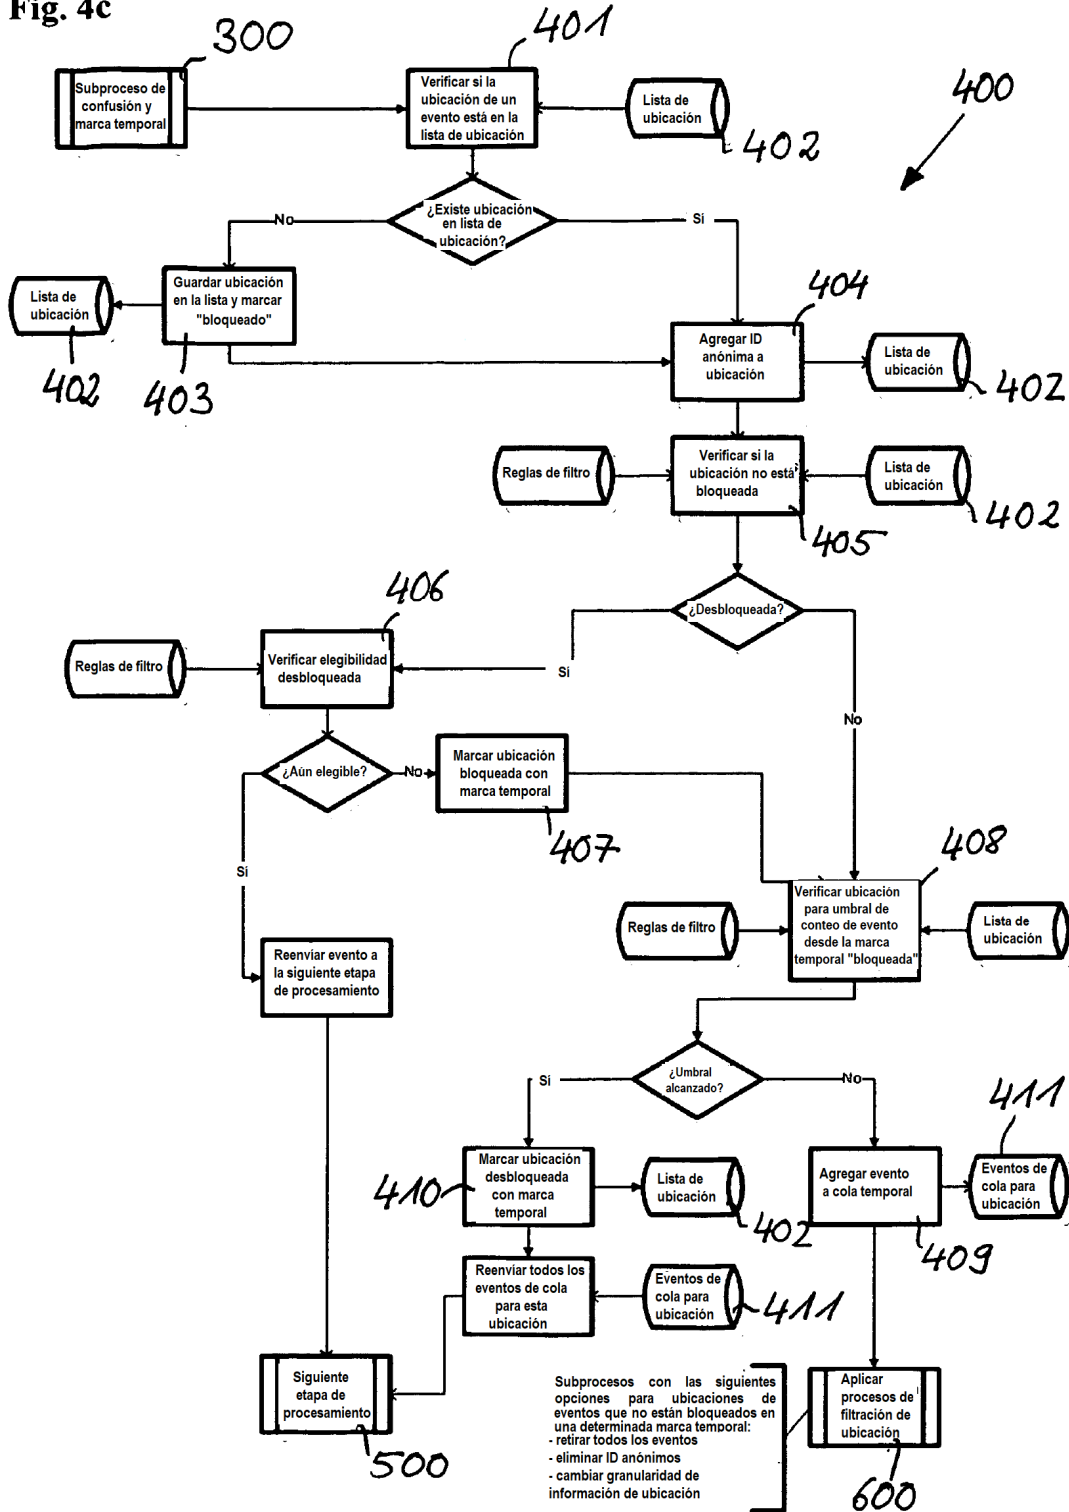 Fig. 4c
300
401
Subproceso de
confusión y
marca temporal
Verificar si la
ubicación de un
evento está en la
lista de ubicación
Lista de
ubicación
402
400
¿Existe ubicación
en lista de
ubicación?
No
Sí
Lista de
ubicación
402
Guardar ubicación
en la lista y marcar
"bloqueado"
403
404
Agregar ID
anónima a
ubicación
Lista de
ubicación
402
Reglas de filtro
Verificar si la
ubicación no está
bloqueada
405
Lista de
ubicación
402
¿Desbloqueada?
Sí
No
406
Reglas de filtro
Verificar elegibilidad
desbloqueada
¿Aún elegible?
No
Sí
Marcar ubicación
bloqueada con
marca temporal
407
408
Reglas de filtro
Verificar ubicación
para umbral de
conteo de evento
desde la marca
temporal "bloqueada"
Lista de
ubicación
Reenviar evento a
la siguiente etapa
de procesamiento
¿Umbral
alcanzado?
Sí
No
410
Marcar ubicación
desbloqueada
con marca
temporal
Lista de
ubicación
402
Agregar evento
a cola temporal
409
411
Eventos de
cola para
ubicación
Reenviar todos los
eventos de cola
para esta
ubicación
Eventos de
cola para
ubicación
411
Siguiente
etapa de
procesamiento
500
Subprocesos con las siguientes
opciones para ubicaciones de
eventos que no están bloqueados en
una determinada marca temporal:
- retirar todos los eventos
- eliminar ID anónimos
- cambiar granularidad de
información de ubicación
Aplicar
procesos de
filtración de
ubicación
600